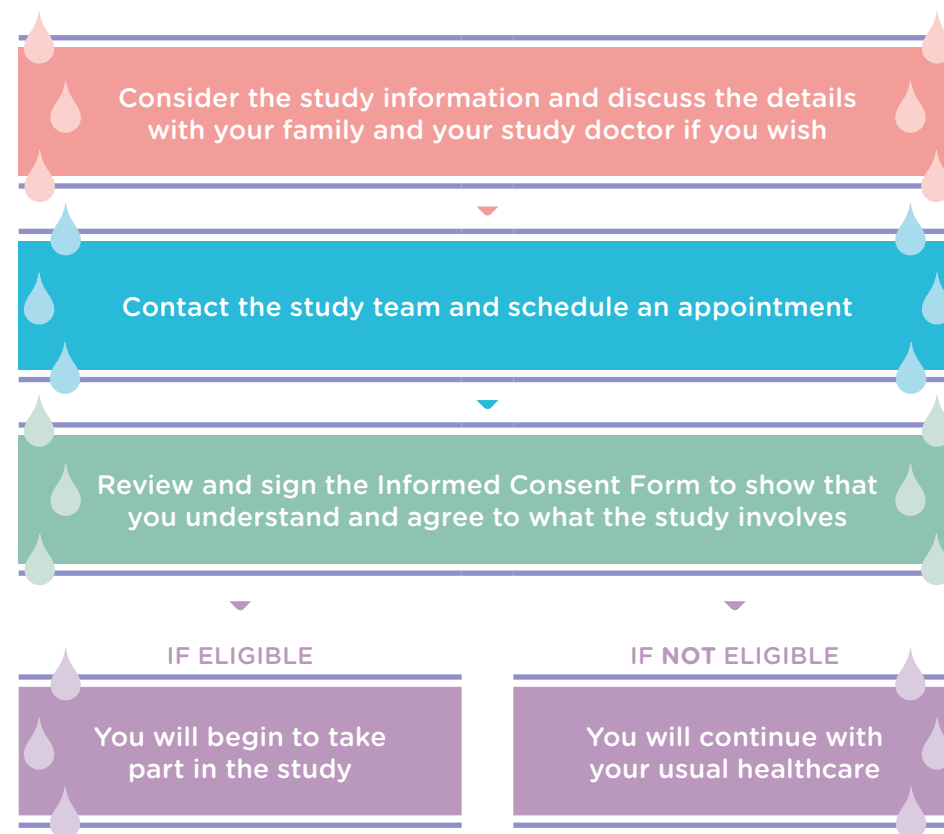 Consider the study information and discuss the details
with your family and your study doctor if you wish
Contact the study team and schedule an appointment
Review and sign the Informed Consent Form to show that
you understand and agree to what the study involves
IF ELIGIBLE
You will begin to take
part in the study
IF NOT ELIGIBLE
You will continue with
your usual healthcare